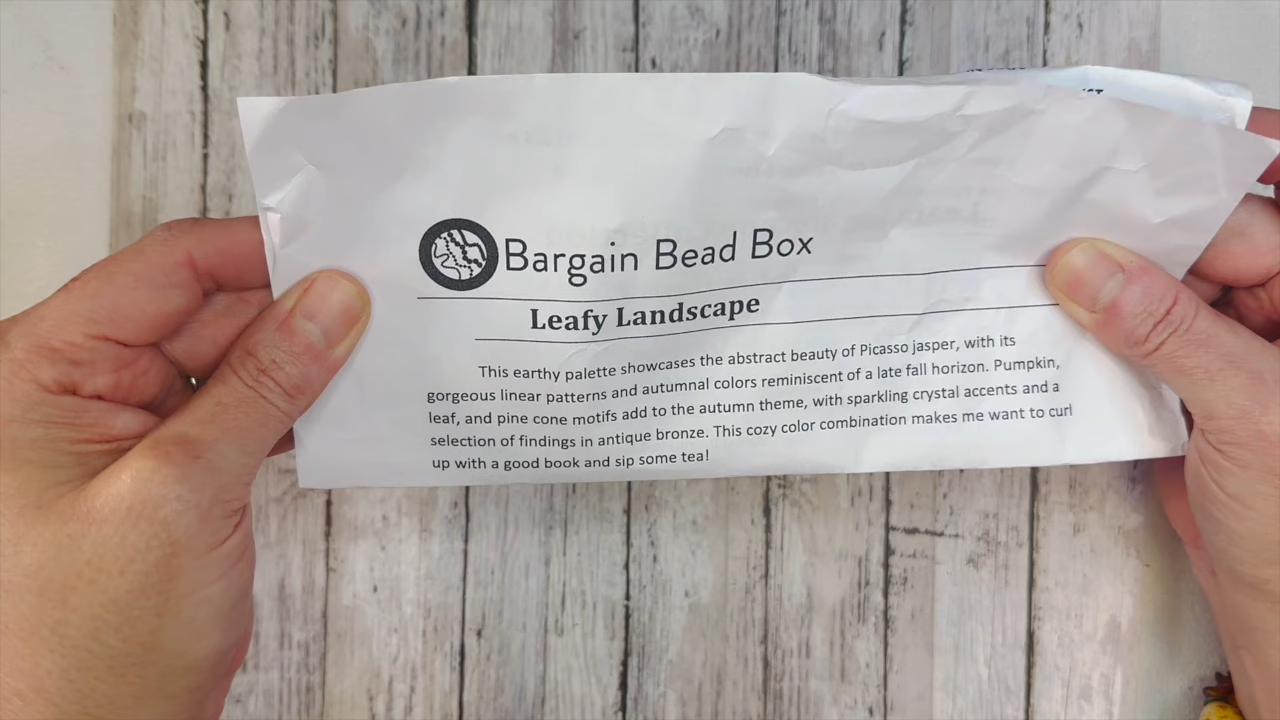 Bargain Bead Box
Leafy Landscape
This earthy palette showcases the abstract beauty of Picasso jasper, with its
gorgeous linear patterns and autumnal colors reminiscent of a late fall horizon. Pumpkin,
leaf, and pine cone motifs add to the autumn theme, with sparkling crystal accents and a
selection of findings in antique bronze. This cozy color combination makes me want to curl
up with a good book and sip some tea!